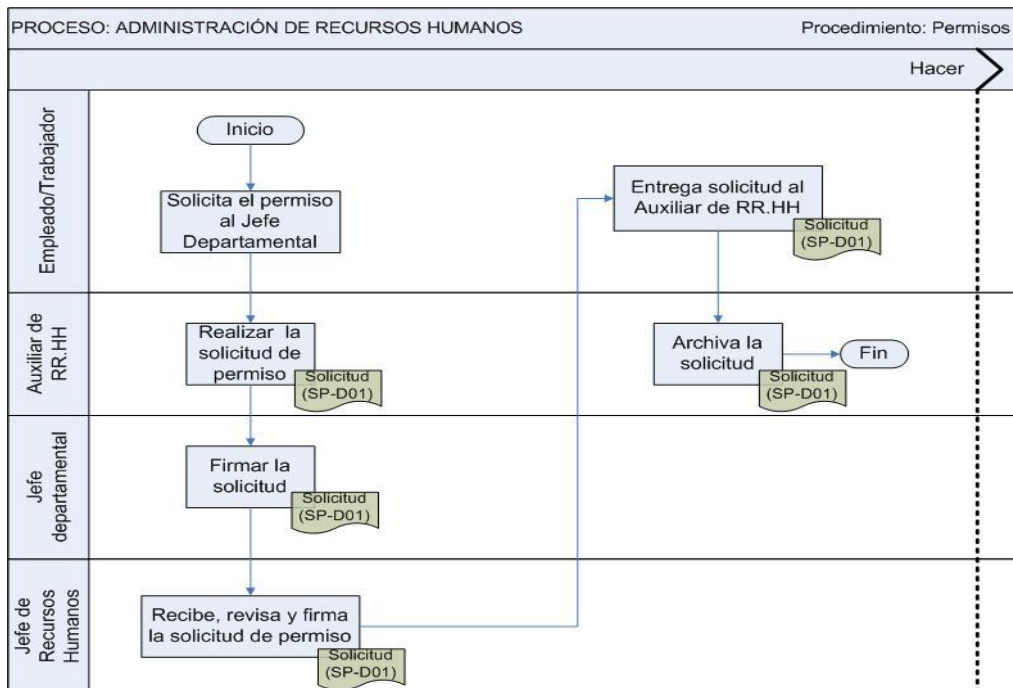 PROCESO: ADMINISTRACIÓN DE RECURSOS HUMANOS
Procedimiento: Permisos
Hacer
Empleado/Trabajador
Inicio
Solicita el permiso
al Jefe
Departamental
Entrega solicitud al
Auxiliar de RR.HH
Solicitud
(SP-D01)
Auxiliar de
RR.HH
Realizar la
solicitud de
permiso
Solicitud
(SP-D01)
Archiva la
solicitud
Solicitud
(SP-D01)
Fin
Jefe
departamental
Firmar la
solicitud
Solicitud
(SP-D01)
Jefe de
Recursos
Humanos
Recibe, revisa y firma
la solicitud de permiso
Solicitud
(SP-D01)